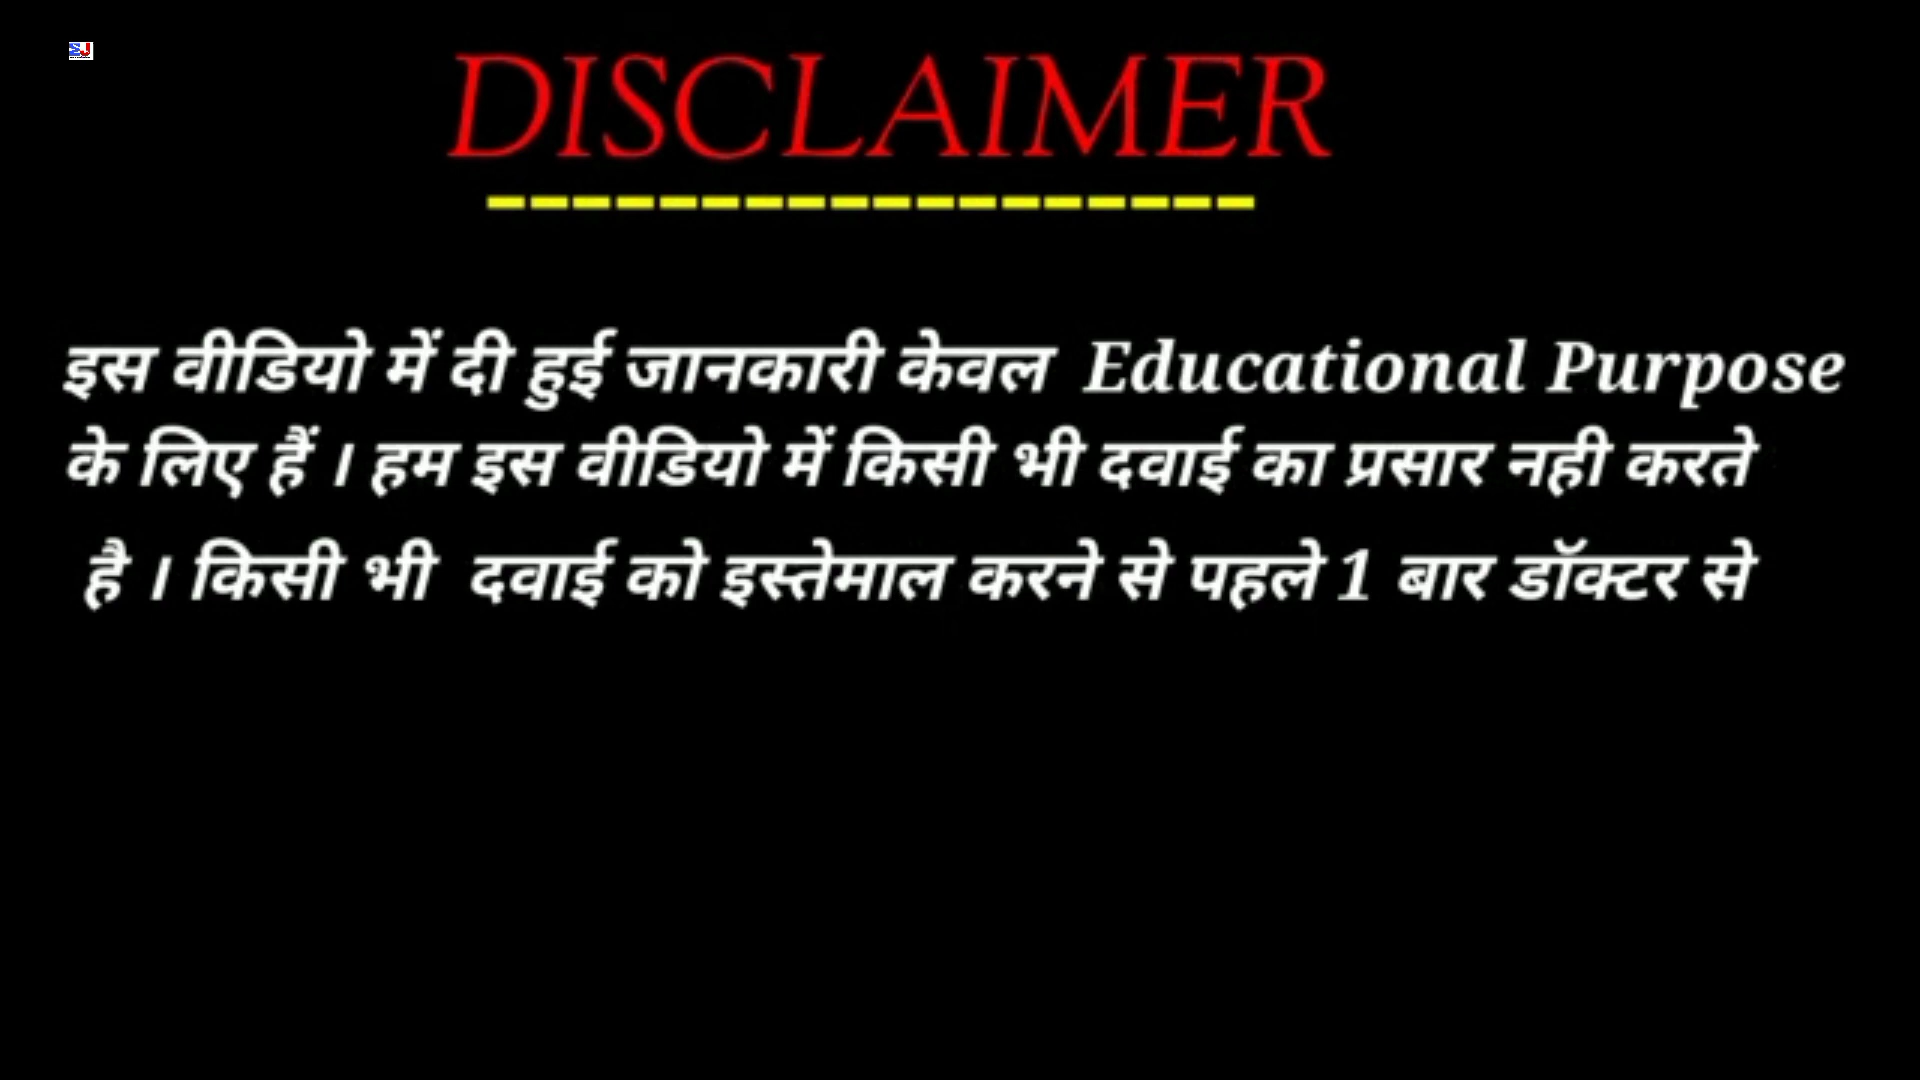 DISCLAIMER
------------------
इस वीडियो में दी हुई जानकारी केवल Educational Purpose
के लिए हैं । हम इस वीडियो में किसी भी दवाई का प्रसार नही करते
है । किसी भी दवाई को इस्तेमाल करने से पहले 1 बार डॉक्टर से